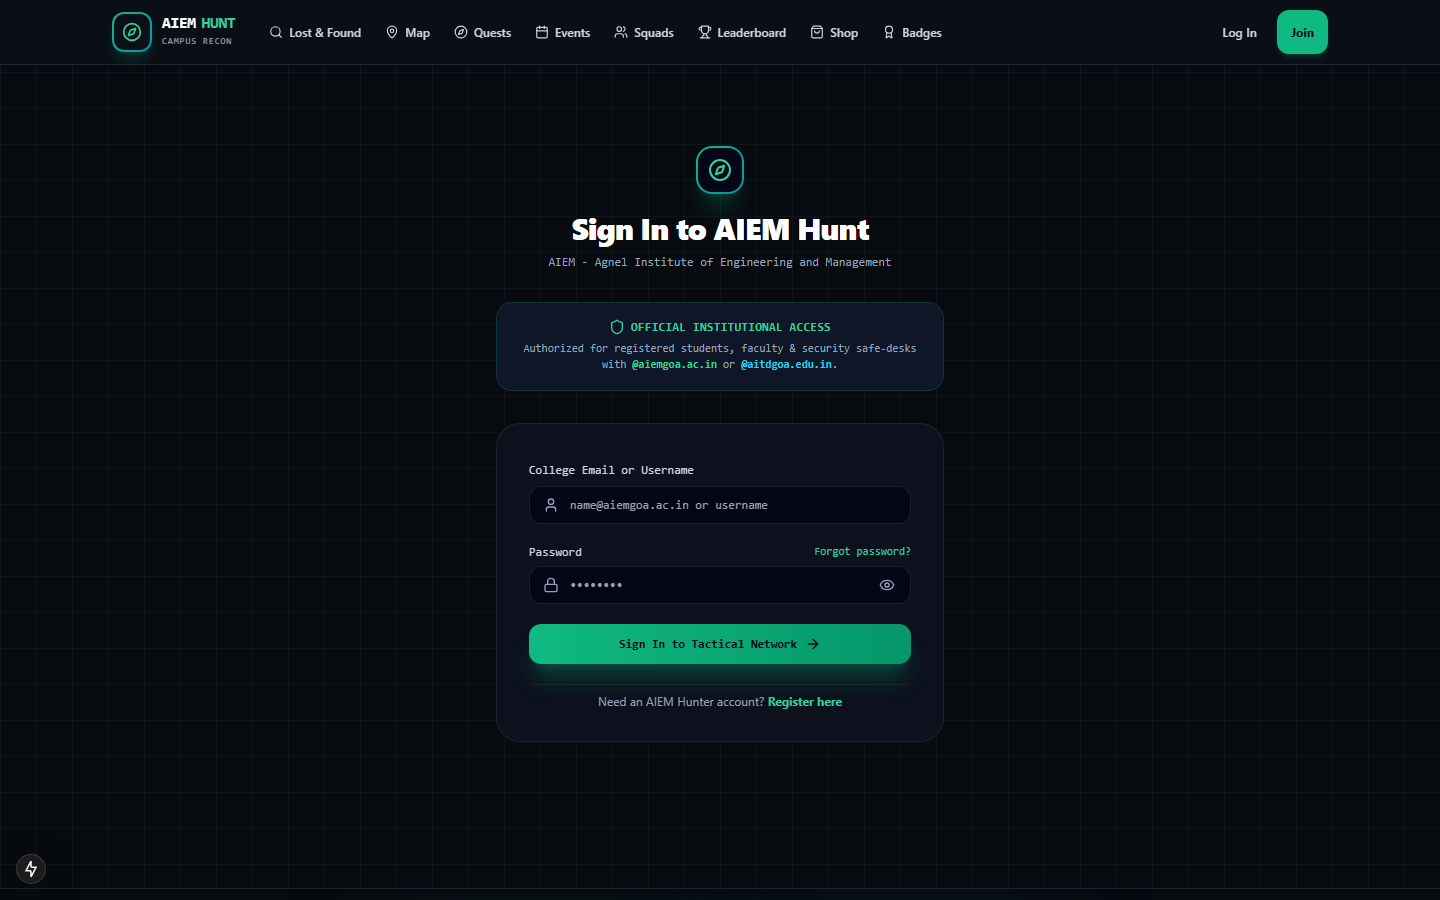 AIEM HUNT
CAMPUS RECON
Lost & Found
Map
Quests
Events
Squads
Leaderboard
Shop
Badges
Log In
Join
Sign In to AIEM Hunt
AIEM - Agnel Institute of Engineering and Management
OFFICIAL INSTITUTIONAL ACCESS
Authorized for registered students, faculty & security safe-desks
with @aiemgoa.ac.in or @aitdgoa.edu.in.
College Email or Username
name@aiemgoa.ac.in or username
Password
Forgot password?
••••••••
Sign In to Tactical Network
Need an AIEM Hunter account? Register here